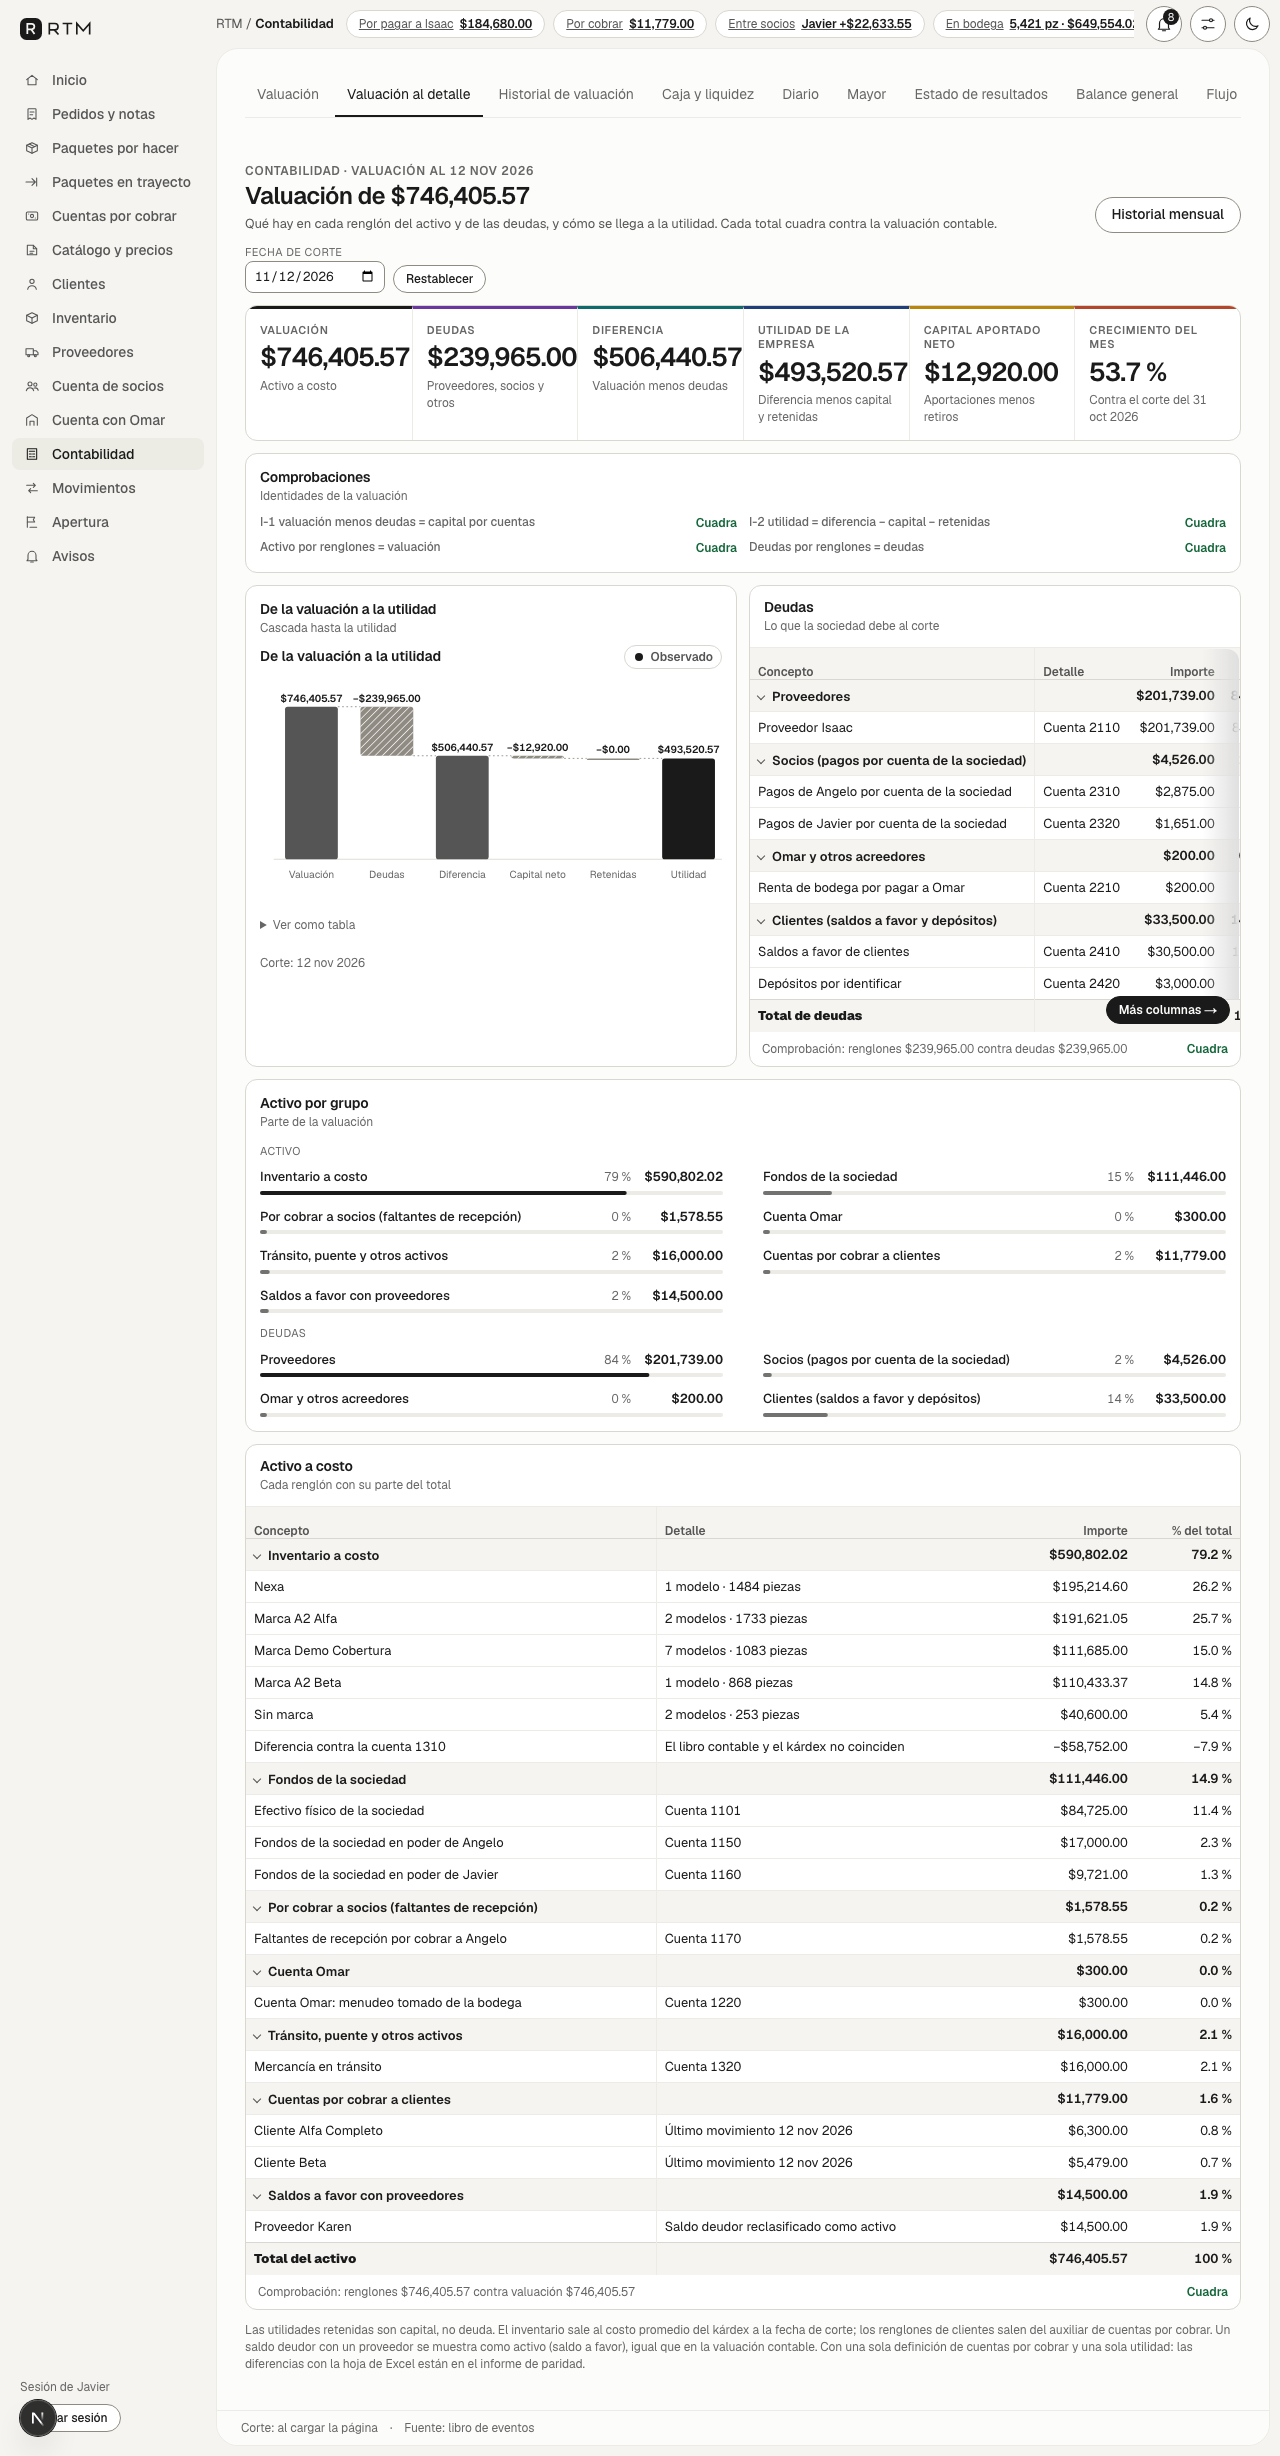 R RTM
RTM / Contabilidad
Por pagar a Isaac $184,680.00
Por cobrar $11,779.00
Entre socios Javier +$22,633.55
En bodega 5,421 pz · $649,554.02
8
Inicio
Pedidos y notas
Paquetes por hacer
Paquetes en trayecto
Cuentas por cobrar
Catálogo y precios
Clientes
Inventario
Proveedores
Cuenta de socios
Cuenta con Omar
Contabilidad
Movimientos
Apertura
Avisos
Valuación
Valuación al detalle
Historial de valuación
Caja y liquidez
Diario
Mayor
Estado de resultados
Balance general
Flujo
CONTABILIDAD · VALUACIÓN AL 12 NOV 2026
Valuación de $746,405.57
Qué hay en cada renglón del activo y de las deudas, y cómo se llega a la utilidad. Cada total cuadra contra la valuación contable.
Historial mensual
FECHA DE CORTE
11/12/2026
Restablecer
VALUACIÓN
$746,405.57
Activo a costo
DEUDAS
$239,965.00
Proveedores, socios y
otros
DIFERENCIA
$506,440.57
Valuación menos deudas
UTILIDAD DE LA
EMPRESA
$493,520.57
Diferencia menos capital
y retenidas
CAPITAL APORTADO
NETO
$12,920.00
Aportaciones menos
retiros
CRECIMIENTO DEL
MES
53.7 %
Contra el corte del 31
oct 2026
Comprobaciones
Identidades de la valuación
I-1 valuación menos deudas = capital por cuentas Cuadra
I-2 utilidad = diferencia − capital − retenidas Cuadra
Activo por renglones = valuación Cuadra
Deudas por renglones = deudas Cuadra
De la valuación a la utilidad
Cascada hasta la utilidad
De la valuación a la utilidad
Observado
$746,405.57 −$239,965.00
$506,440.57 −$12,920.00 −$0.00 $493,520.57
Valuación Deudas Diferencia Capital neto Retenidas Utilidad
Ver como tabla
Corte: 12 nov 2026
Deudas
Lo que la sociedad debe al corte
Concepto Detalle Importe
Proveedores $201,739.00
Proveedor Isaac Cuenta 2110 $201,739.00
Socios (pagos por cuenta de la sociedad) $4,526.00
Pagos de Angelo por cuenta de la sociedad Cuenta 2310 $2,875.00
Pagos de Javier por cuenta de la sociedad Cuenta 2320 $1,651.00
Omar y otros acreedores $200.00
Renta de bodega por pagar a Omar Cuenta 2210 $200.00
Clientes (saldos a favor y depósitos) $33,500.00
Saldos a favor de clientes Cuenta 2410 $30,500.00
Depósitos por identificar Cuenta 2420 $3,000.00
Total de deudas
Más columnas →
Comprobación: renglones $239,965.00 contra deudas $239,965.00 Cuadra
Activo por grupo
Parte de la valuación
ACTIVO
Inventario a costo 79 % $590,802.02
Fondos de la sociedad 15 % $111,446.00
Por cobrar a socios (faltantes de recepción) 0 % $1,578.55
Cuenta Omar 0 % $300.00
Tránsito, puente y otros activos 2 % $16,000.00
Cuentas por cobrar a clientes 2 % $11,779.00
Saldos a favor con proveedores 2 % $14,500.00
DEUDAS
Proveedores 84 % $201,739.00
Socios (pagos por cuenta de la sociedad) 2 % $4,526.00
Omar y otros acreedores 0 % $200.00
Clientes (saldos a favor y depósitos) 14 % $33,500.00
Activo a costo
Cada renglón con su parte del total
Concepto Detalle Importe % del total
Inventario a costo $590,802.02 79.2 %
Nexa 1 modelo · 1484 piezas $195,214.60 26.2 %
Marca A2 Alfa 2 modelos · 1733 piezas $191,621.05 25.7 %
Marca Demo Cobertura 7 modelos · 1083 piezas $111,685.00 15.0 %
Marca A2 Beta 1 modelo · 868 piezas $110,433.37 14.8 %
Sin marca 2 modelos · 253 piezas $40,600.00 5.4 %
Diferencia contra la cuenta 1310 El libro contable y el kárdex no coinciden −$58,752.00 −7.9 %
Fondos de la sociedad $111,446.00 14.9 %
Efectivo físico de la sociedad Cuenta 1101 $84,725.00 11.4 %
Fondos de la sociedad en poder de Angelo Cuenta 1150 $17,000.00 2.3 %
Fondos de la sociedad en poder de Javier Cuenta 1160 $9,721.00 1.3 %
Por cobrar a socios (faltantes de recepción) $1,578.55 0.2 %
Faltantes de recepción por cobrar a Angelo Cuenta 1170 $1,578.55 0.2 %
Cuenta Omar $300.00 0.0 %
Cuenta Omar: menudeo tomado de la bodega Cuenta 1220 $300.00 0.0 %
Tránsito, puente y otros activos $16,000.00 2.1 %
Mercancía en tránsito Cuenta 1320 $16,000.00 2.1 %
Cuentas por cobrar a clientes $11,779.00 1.6 %
Cliente Alfa Completo Último movimiento 12 nov 2026 $6,300.00 0.8 %
Cliente Beta Último movimiento 12 nov 2026 $5,479.00 0.7 %
Saldos a favor con proveedores $14,500.00 1.9 %
Proveedor Karen Saldo deudor reclasificado como activo $14,500.00 1.9 %
Total del activo $746,405.57 100 %
Comprobación: renglones $746,405.57 contra valuación $746,405.57 Cuadra
Las utilidades retenidas son capital, no deuda. El inventario sale al costo promedio del kárdex a la fecha de corte; los renglones de clientes salen del auxiliar de cuentas por cobrar. Un
saldo deudor con un proveedor se muestra como activo (saldo a favor), igual que en la valuación contable. Con una sola definición de cuentas por cobrar y una sola utilidad: las
diferencias con la hoja de Excel están en el informe de paridad.
Sesión de Javier
N ar sesión
Corte: al cargar la página · Fuente: libro de eventos